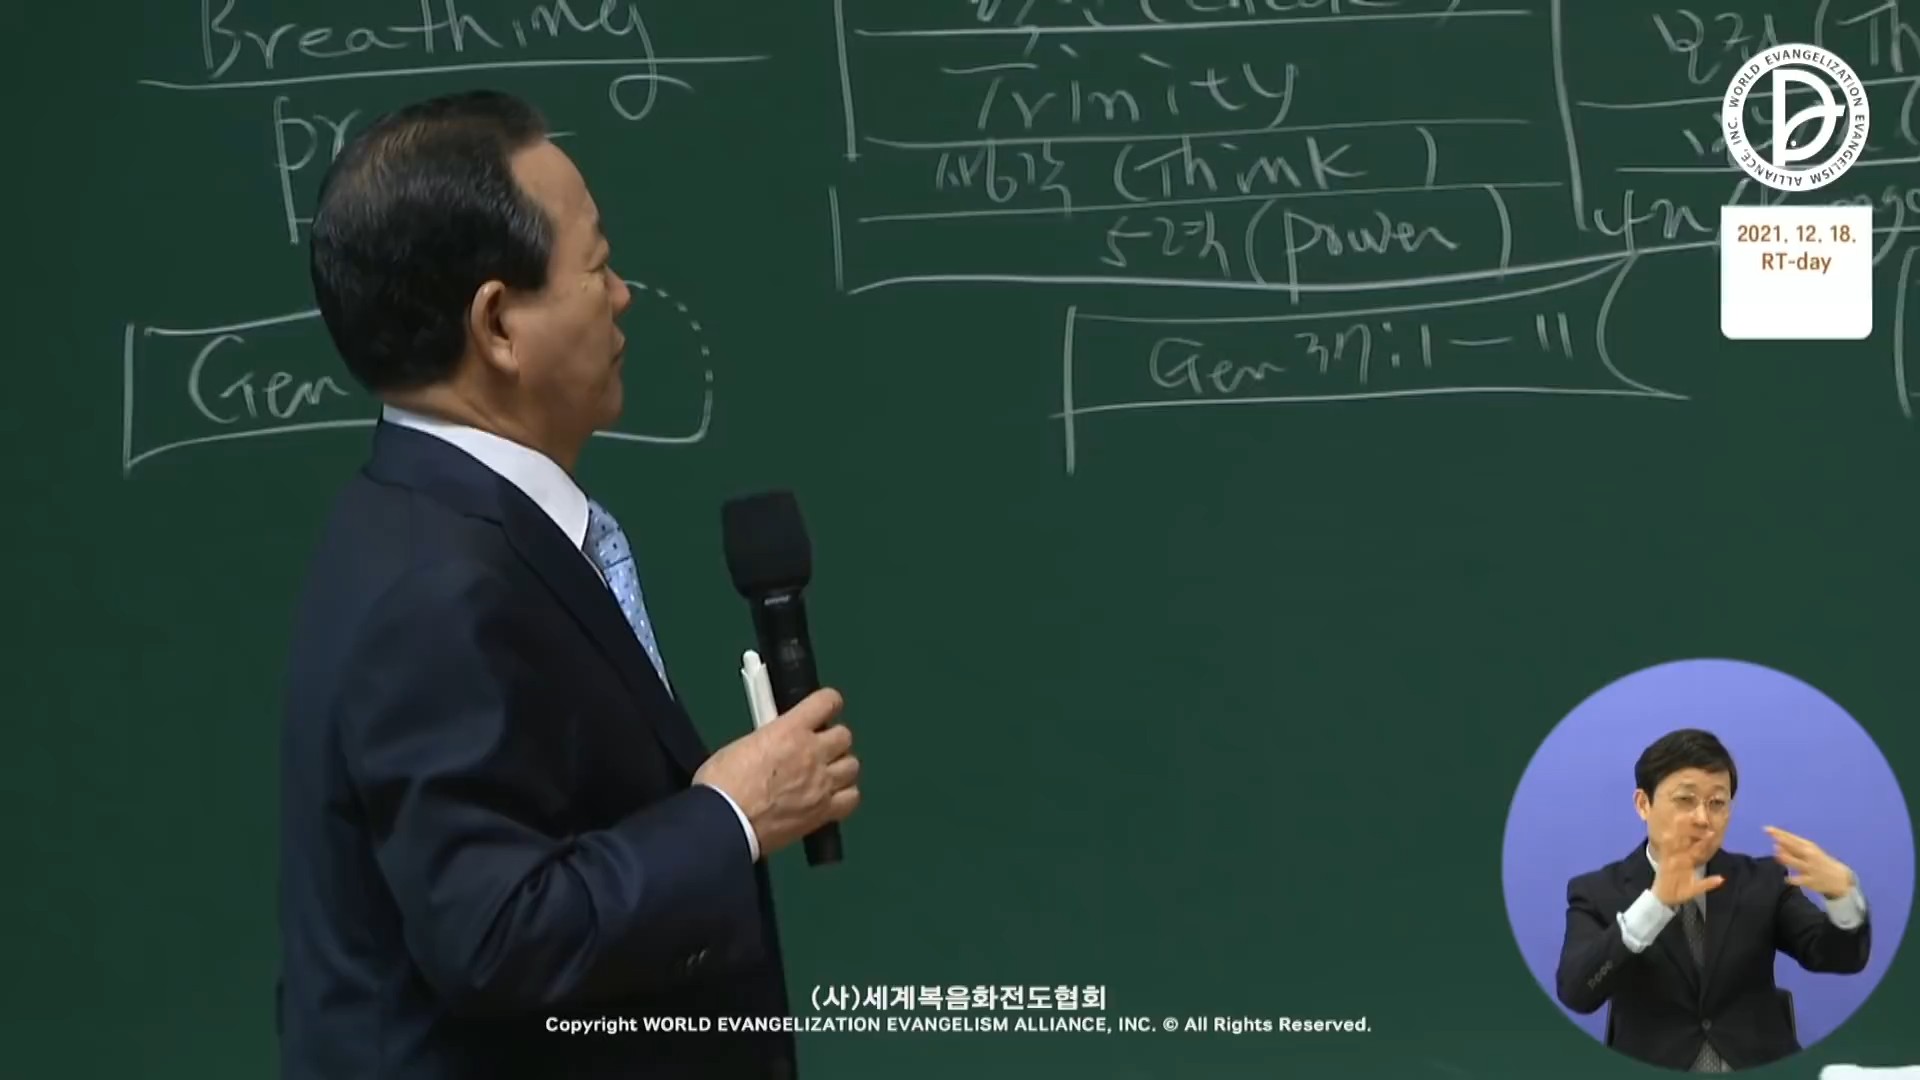 Breathing
Trinity
생각 (Think)
5력 (power)
Gen
Gen 37:1-11
WORLD EVANGELIZATION EVANGELISM ALLIANCE, INC.
2021. 12. 18.
RT-day
(사)세계복음화전도협회
Copyright WORLD EVANGELIZATION EVANGELISM ALLIANCE, INC. © All Rights Reserved.